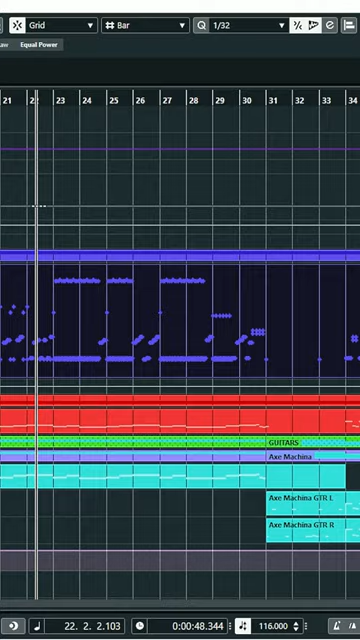 Grid Bar Q 1/32
Equal Power
21 22 23 24 25 26 27 28 29 30 31 32 33 34
GUITARS
Axe Machina
Axe Machina GTR L
Axe Machina GTR R
22. 2. 2.103 0:00:48.344 116.000